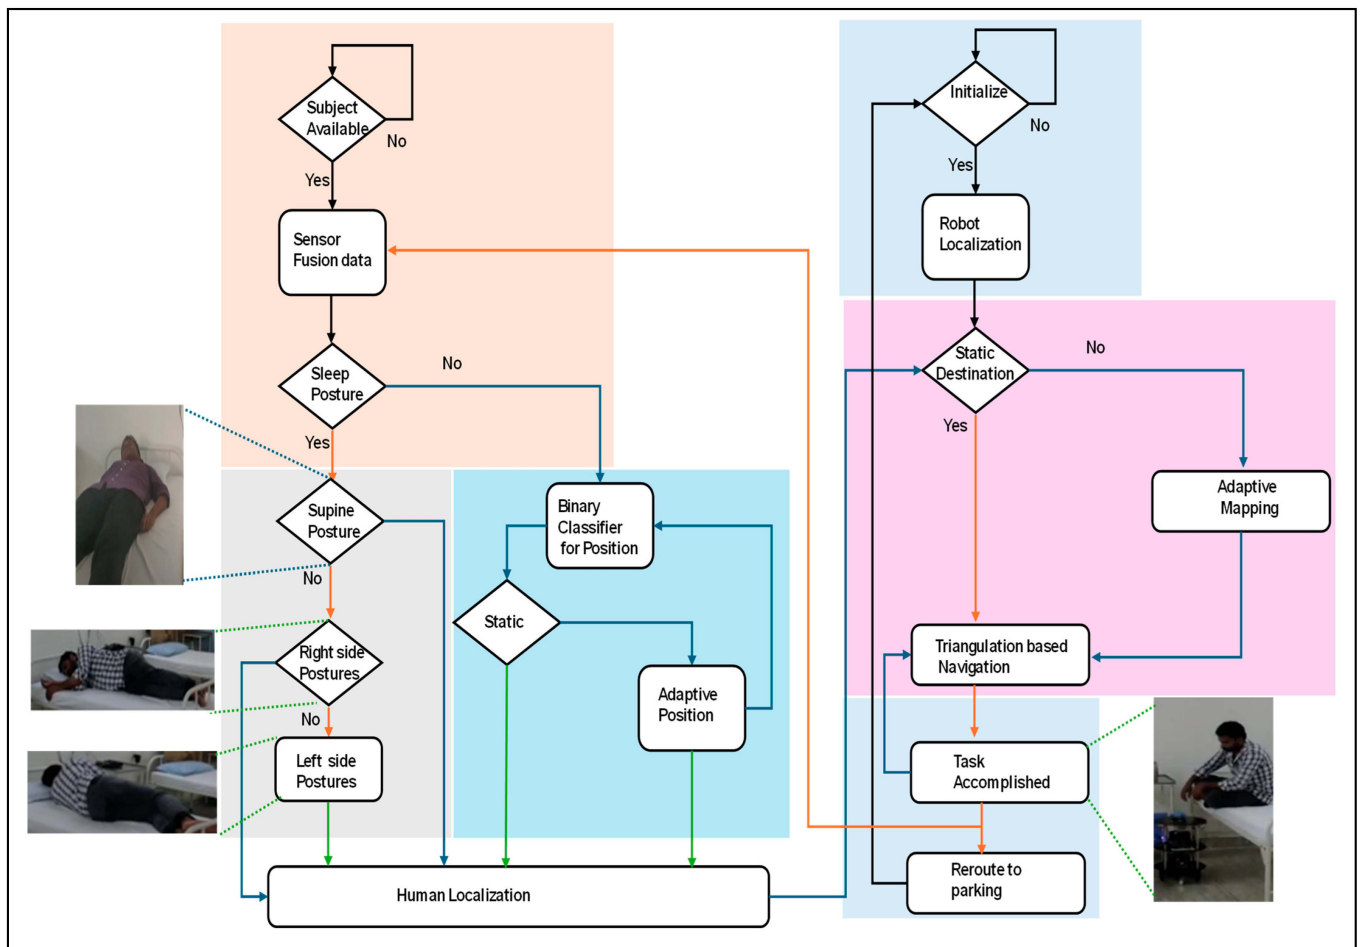 Subject
Available
No
Yes
Sensor
Fusion data
Sleep
Posture
No
Yes
Supine
Posture
No
Right side
Postures
No
Left side
Postures
Binary
Classifier
for Position
Static
Adaptive
Position
Human Localization
Initialize
No
Yes
Robot
Localization
Static
Destination
No
Yes
Adaptive
Mapping
Triangulation based
Navigation
Task
Accomplished
Reroute to
parking